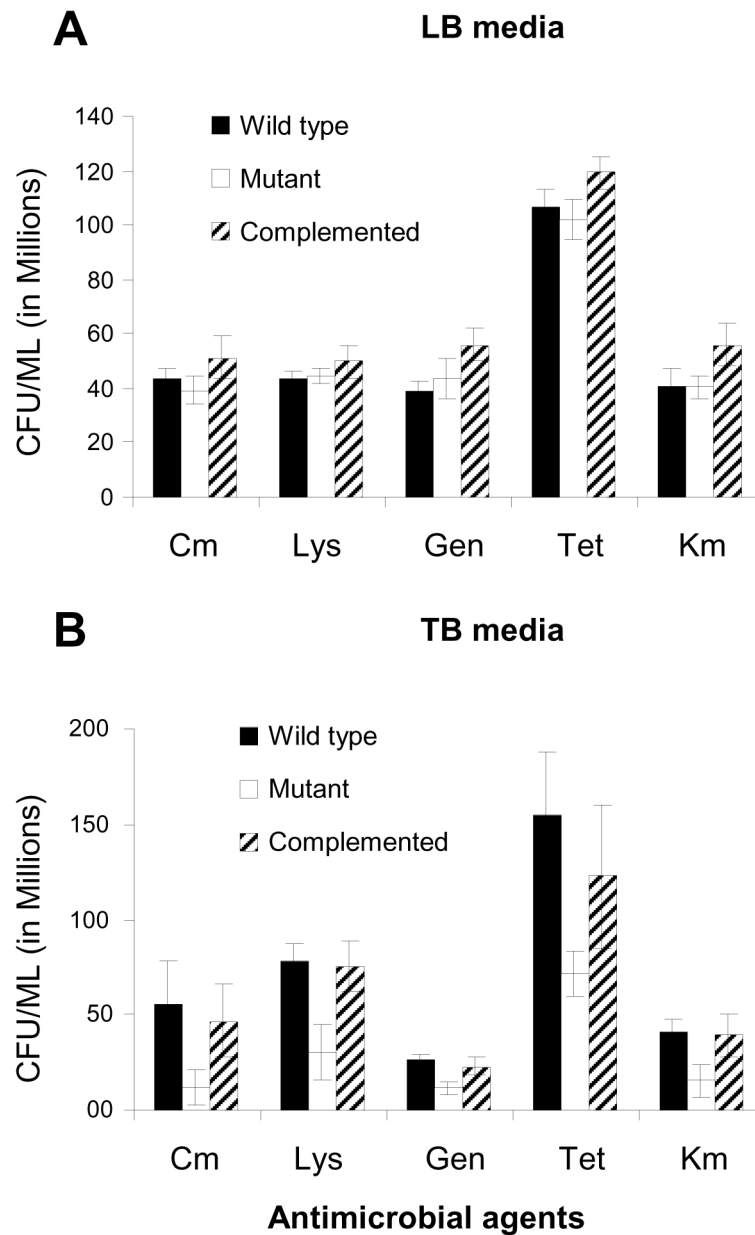 A
LB media
CFU/ML (in Millions)
140
120
100
80
60
40
20
0
Wild type
Mutant
Complemented
Cm Lys Gen Tet Km
B
TB media
CFU/ML (in Millions)
200
150
100
50
00
Wild type
Mutant
Complemented
Cm Lys Gen Tet Km
Antimicrobial agents